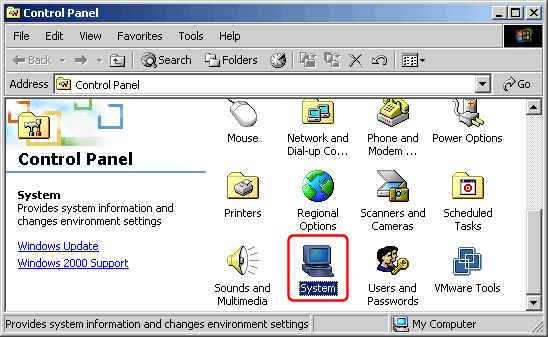 Control Panel
File Edit View Favorites Tools Help
Back Search Folders
Address Control Panel Go
Control Panel
System
Provides system information and
changes environment settings
Windows Update
Windows 2000 Support
Mouse
Network and
Dial-up Co...
Phone and
Modem ...
Power Options
Printers
Regional
Options
Scanners and
Cameras
Scheduled
Tasks
Sounds and
Multimedia
System
Users and
Passwords
VMware Tools
Provides system information and changes environment settings
My Computer